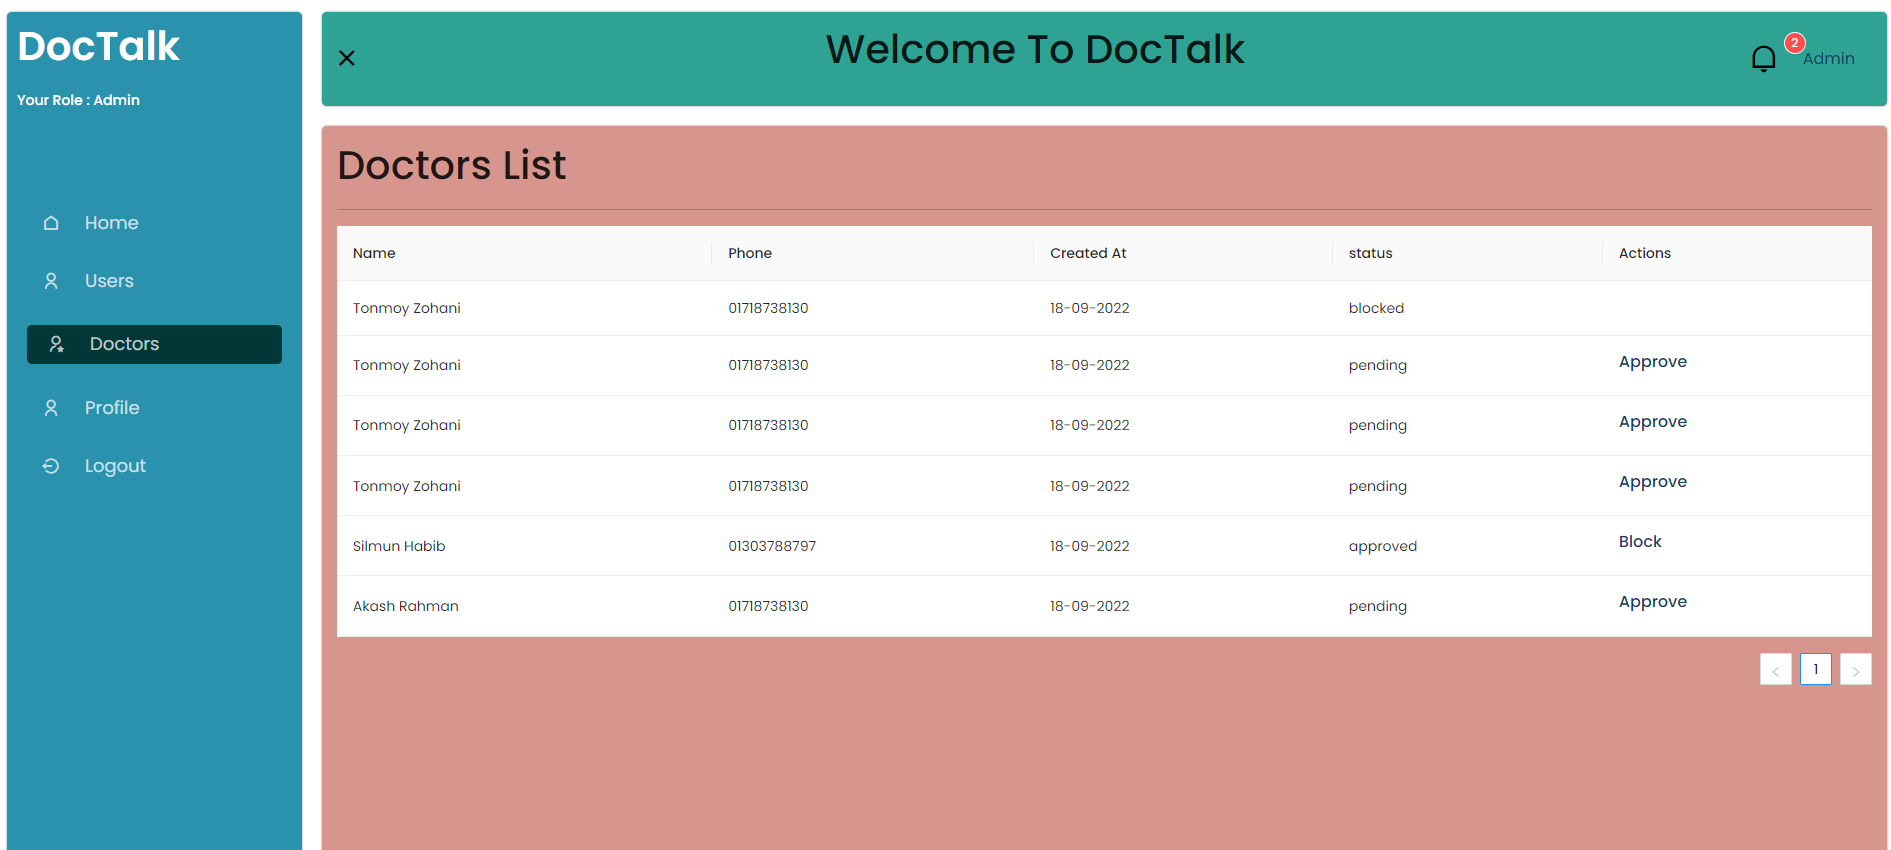 DocTalk
Your Role : Admin
Home
Users
Doctors
Profile
Logout
Welcome To DocTalk
2
Admin
Doctors List
Name Phone Created At status Actions
Tonmoy Zohani 01718738130 18-09-2022 blocked
Tonmoy Zohani 01718738130 18-09-2022 pending Approve
Tonmoy Zohani 01718738130 18-09-2022 pending Approve
Tonmoy Zohani 01718738130 18-09-2022 pending Approve
Silmun Habib 01303788797 18-09-2022 approved Block
Akash Rahman 01718738130 18-09-2022 pending Approve
< 1 >